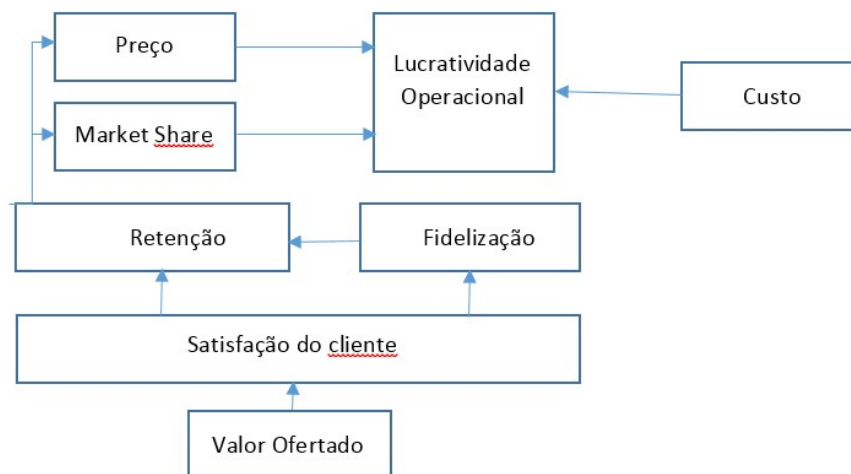 Preço
Lucratividade
Operacional
Custo
Market Share
Retenção
Fidelização
Satisfação do cliente
Valor Ofertado